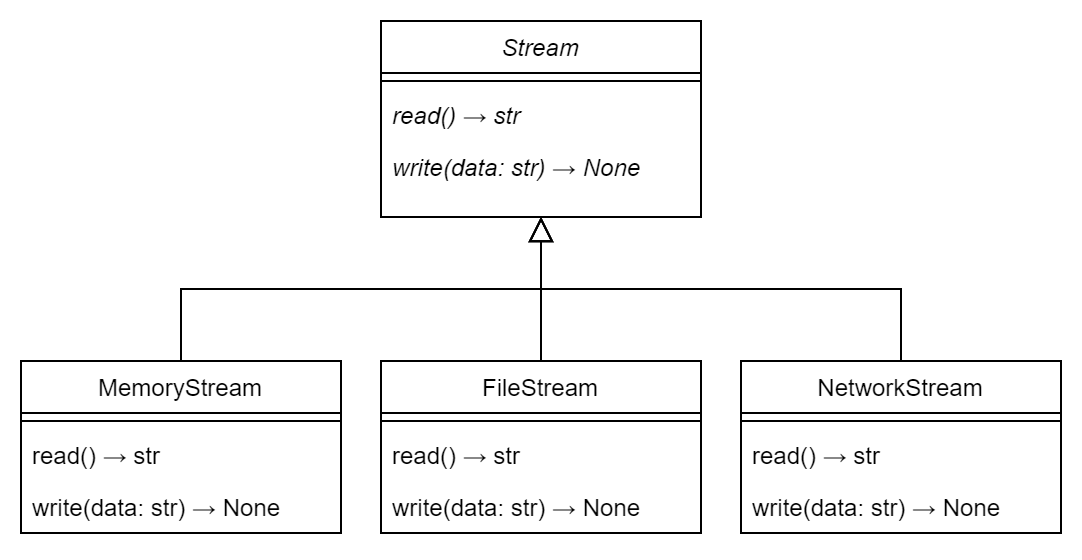 Stream
read() → str
write(data: str) → None
MemoryStream
read() → str
write(data: str) → None
FileStream
read() → str
write(data: str) → None
NetworkStream
read() → str
write(data: str) → None